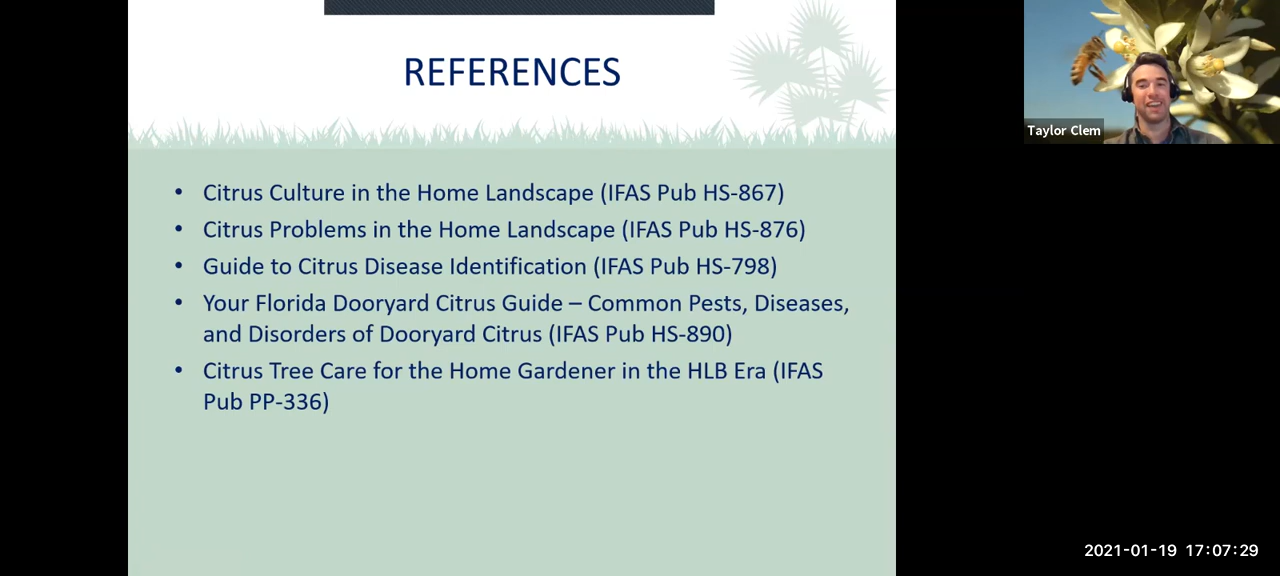 REFERENCES
• Citrus Culture in the Home Landscape (IFAS Pub HS-867)
• Citrus Problems in the Home Landscape (IFAS Pub HS-876)
• Guide to Citrus Disease Identification (IFAS Pub HS-798)
• Your Florida Dooryard Citrus Guide – Common Pests, Diseases,
and Disorders of Dooryard Citrus (IFAS Pub HS-890)
• Citrus Tree Care for the Home Gardener in the HLB Era (IFAS
Pub PP-336)
Taylor Clem
2021-01-19 17:07:29